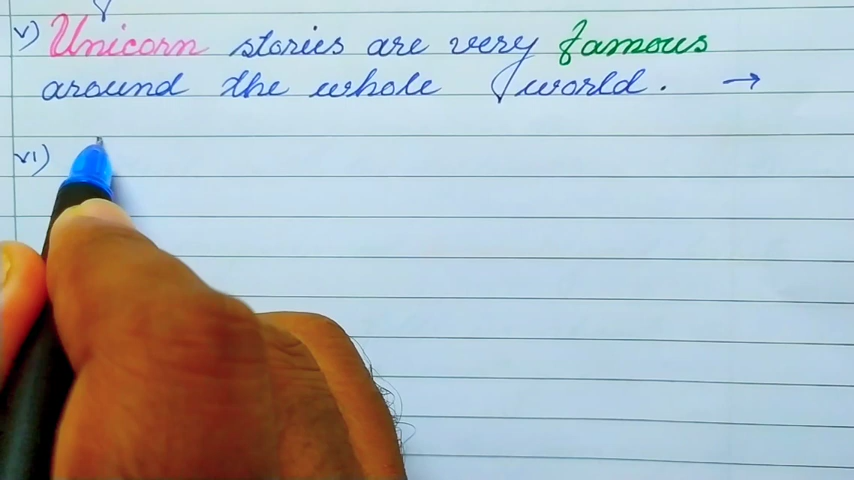 v) Unicorn stories are very famous
around the whole world. →
vi)